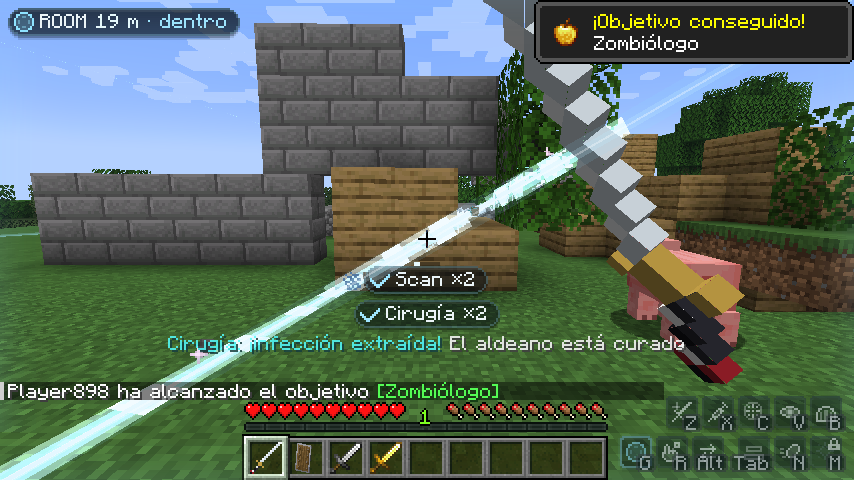 ROOM 19 m · dentro
¡Objetivo conseguido!
Zombiólogo
Scan ×2
Cirugía ×2
Cirugía: ¡infección extraída! El aldeano está curado
Player898 ha alcanzado el objetivo [Zombiólogo]
1
Z X C V B
G R Alt Tab N M